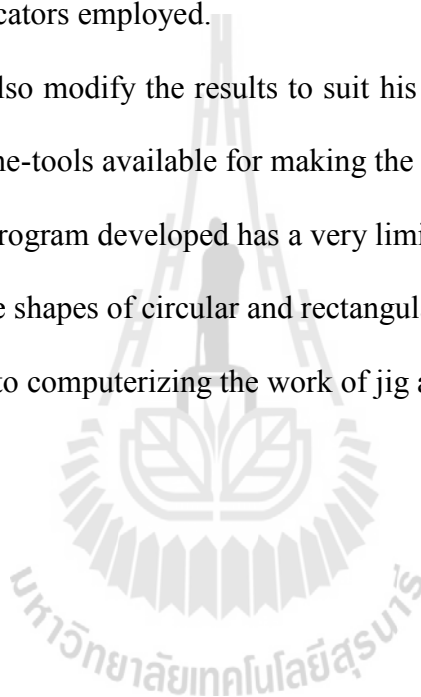 cators employed.
lso modify the results to suit his
ne-tools available for making the
rogram developed has a very limi
e shapes of circular and rectangul
to computerizing the work of jig a
มหาวิทยาลัยเทคโนโลยีสุรนารี